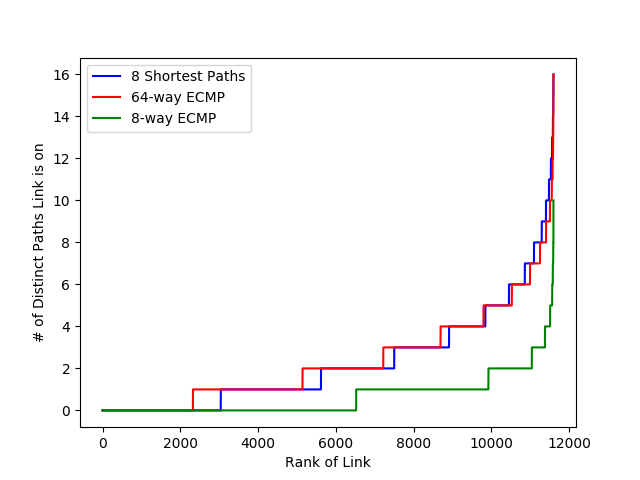 8 Shortest Paths
64-way ECMP
8-way ECMP
# of Distinct Paths Link is on
16
14
12
10
8
6
4
2
0
0 2000 4000 6000 8000 10000 12000
Rank of Link